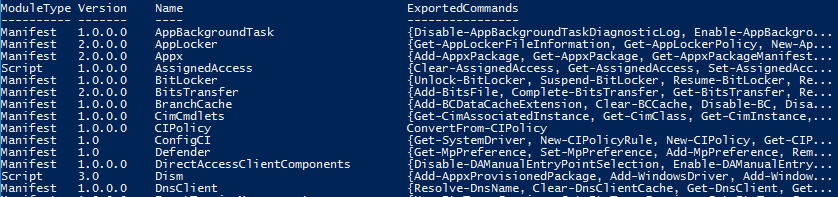 ModuleType Version Name ExportedCommands
---------- ------- ---- ----------------
Manifest 1.0.0.0 AppBackgroundTask {Disable-AppBackgroundTaskDiagnosticLog, Enable-AppBackgro...
Manifest 2.0.0.0 AppLocker {Get-AppLockerFileInformation, Get-AppLockerPolicy, New-Ap...
Manifest 2.0.0.0 Appx {Add-AppxPackage, Get-AppxPackage, Get-AppxPackageManifest...
Script 1.0.0.0 AssignedAccess {Clear-AssignedAccess, Get-AssignedAccess, Set-AssignedAcc...
Manifest 1.0.0.0 BitLocker {Unlock-BitLocker, Suspend-BitLocker, Resume-BitLocker, Re...
Manifest 2.0.0.0 BitsTransfer {Add-BitsFile, Complete-BitsTransfer, Get-BitsTransfer, Re...
Manifest 1.0.0.0 BranchCache {Add-BCDataCacheExtension, Clear-BCCache, Disable-BC, Disa...
Manifest 1.0.0.0 CimCmdlets {Get-CimAssociatedInstance, Get-CimClass, Get-CimInstance,...
Manifest 1.0.0.0 CIPolicy ConvertFrom-CIPolicy
Manifest 1.0 ConfigCI {Get-SystemDriver, New-CIPolicyRule, New-CIPolicy, Get-CIP...
Manifest 1.0 Defender {Get-MpPreference, Set-MpPreference, Add-MpPreference, Rem...
Manifest 1.0.0.0 DirectAccessClientComponents {Disable-DAManualEntryPointSelection, Enable-DAManualEntry...
Script 3.0 Dism {Add-AppxProvisionedPackage, Add-WindowsDriver, Add-Window...
Manifest 1.0.0.0 DnsClient {Resolve-DnsName, Clear-DnsClientCache, Get-DnsClient, Get...